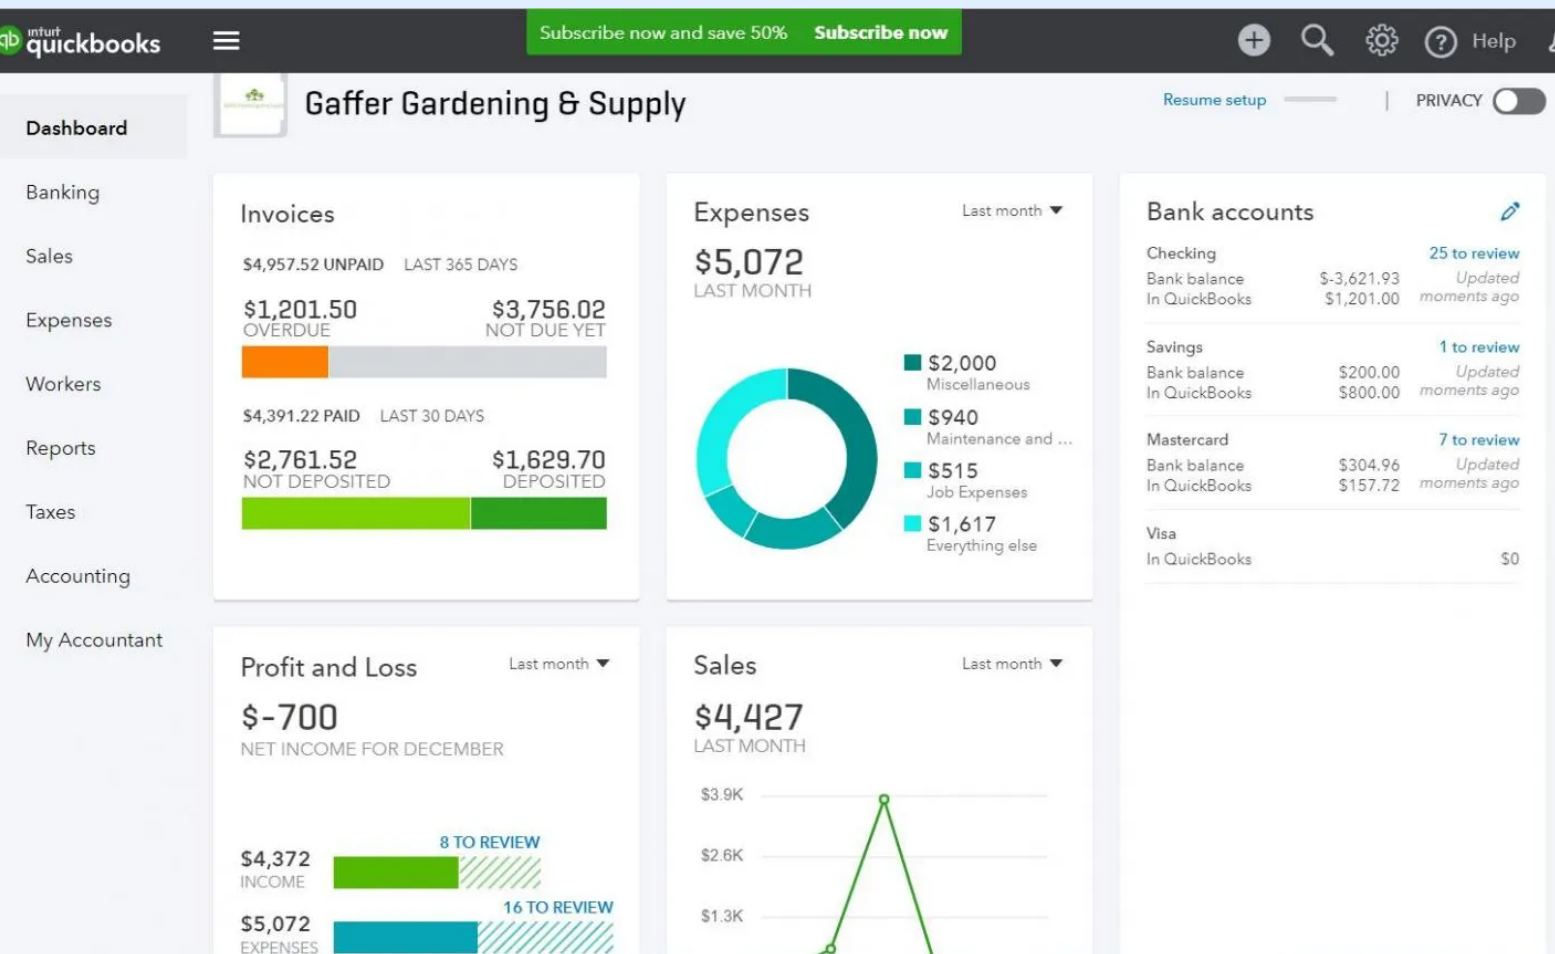 intuit
quickbooks
Subscribe now and save 50% Subscribe now
Help
Gaffer Gardening & Supply
Resume setup
PRIVACY
Dashboard
Banking
Sales
Expenses
Workers
Reports
Taxes
Accounting
My Accountant
Invoices
$4,957.52 UNPAID LAST 365 DAYS
$1,201.50 $3,756.02
OVERDUE NOT DUE YET
$4,391.22 PAID LAST 30 DAYS
$2,761.52 $1,629.70
NOT DEPOSITED DEPOSITED
Expenses Last month
$5,072
LAST MONTH
$2,000
Miscellaneous
$940
Maintenance and ...
$515
Job Expenses
$1,617
Everything else
Bank accounts
Checking 25 to review
Bank balance $-3,621.93 Updated
In QuickBooks $1,201.00 moments ago
Savings 1 to review
Bank balance $200.00 Updated
In QuickBooks $800.00 moments ago
Mastercard 7 to review
Bank balance $304.96 Updated
In QuickBooks $157.72 moments ago
Visa
In QuickBooks $0
Profit and Loss Last month
$-700
NET INCOME FOR DECEMBER
8 TO REVIEW
$4,372
INCOME
16 TO REVIEW
$5,072
EXPENSES
Sales Last month
$4,427
LAST MONTH
$3.9K
$2.6K
$1.3K